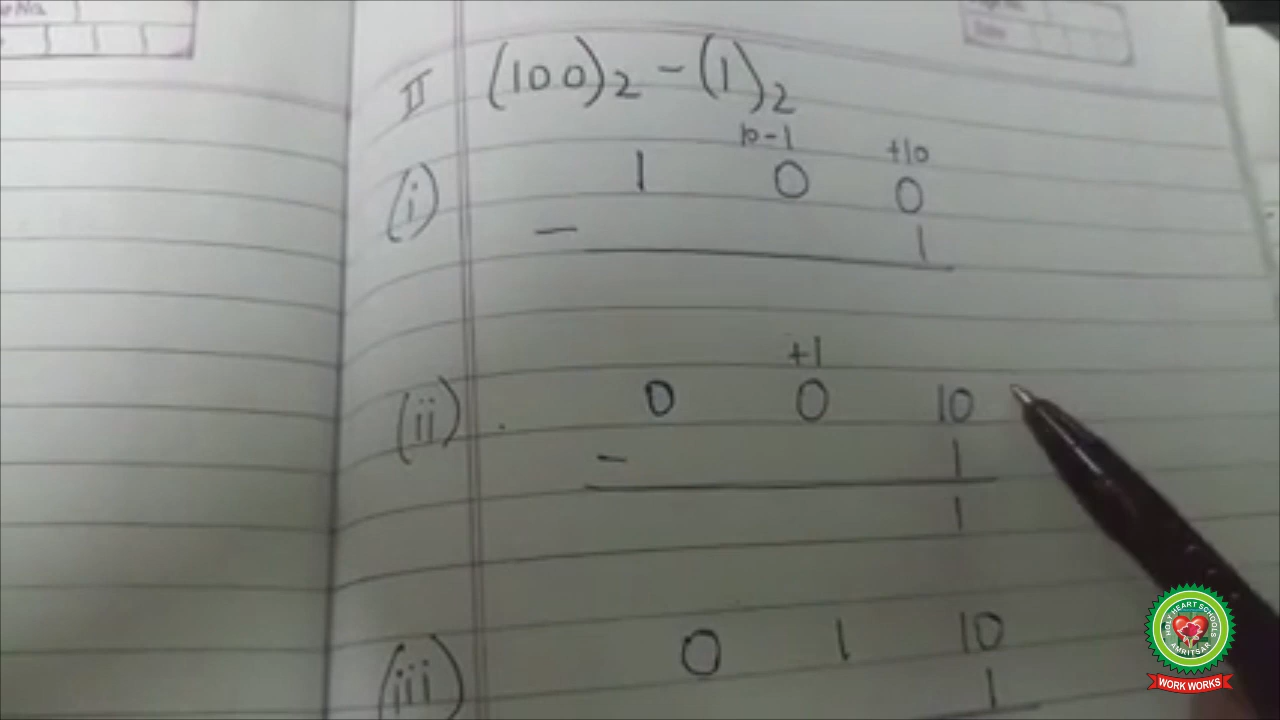 II (100)₂ - (1)₂
10-1 +10
(i) 1 0 0
- 1
+1
(ii) . 0 0 10
- 1
1
(iii) 0 1 10
1
HOLY HEART SCHOOLS
AMRITSAR
WORK WORKS